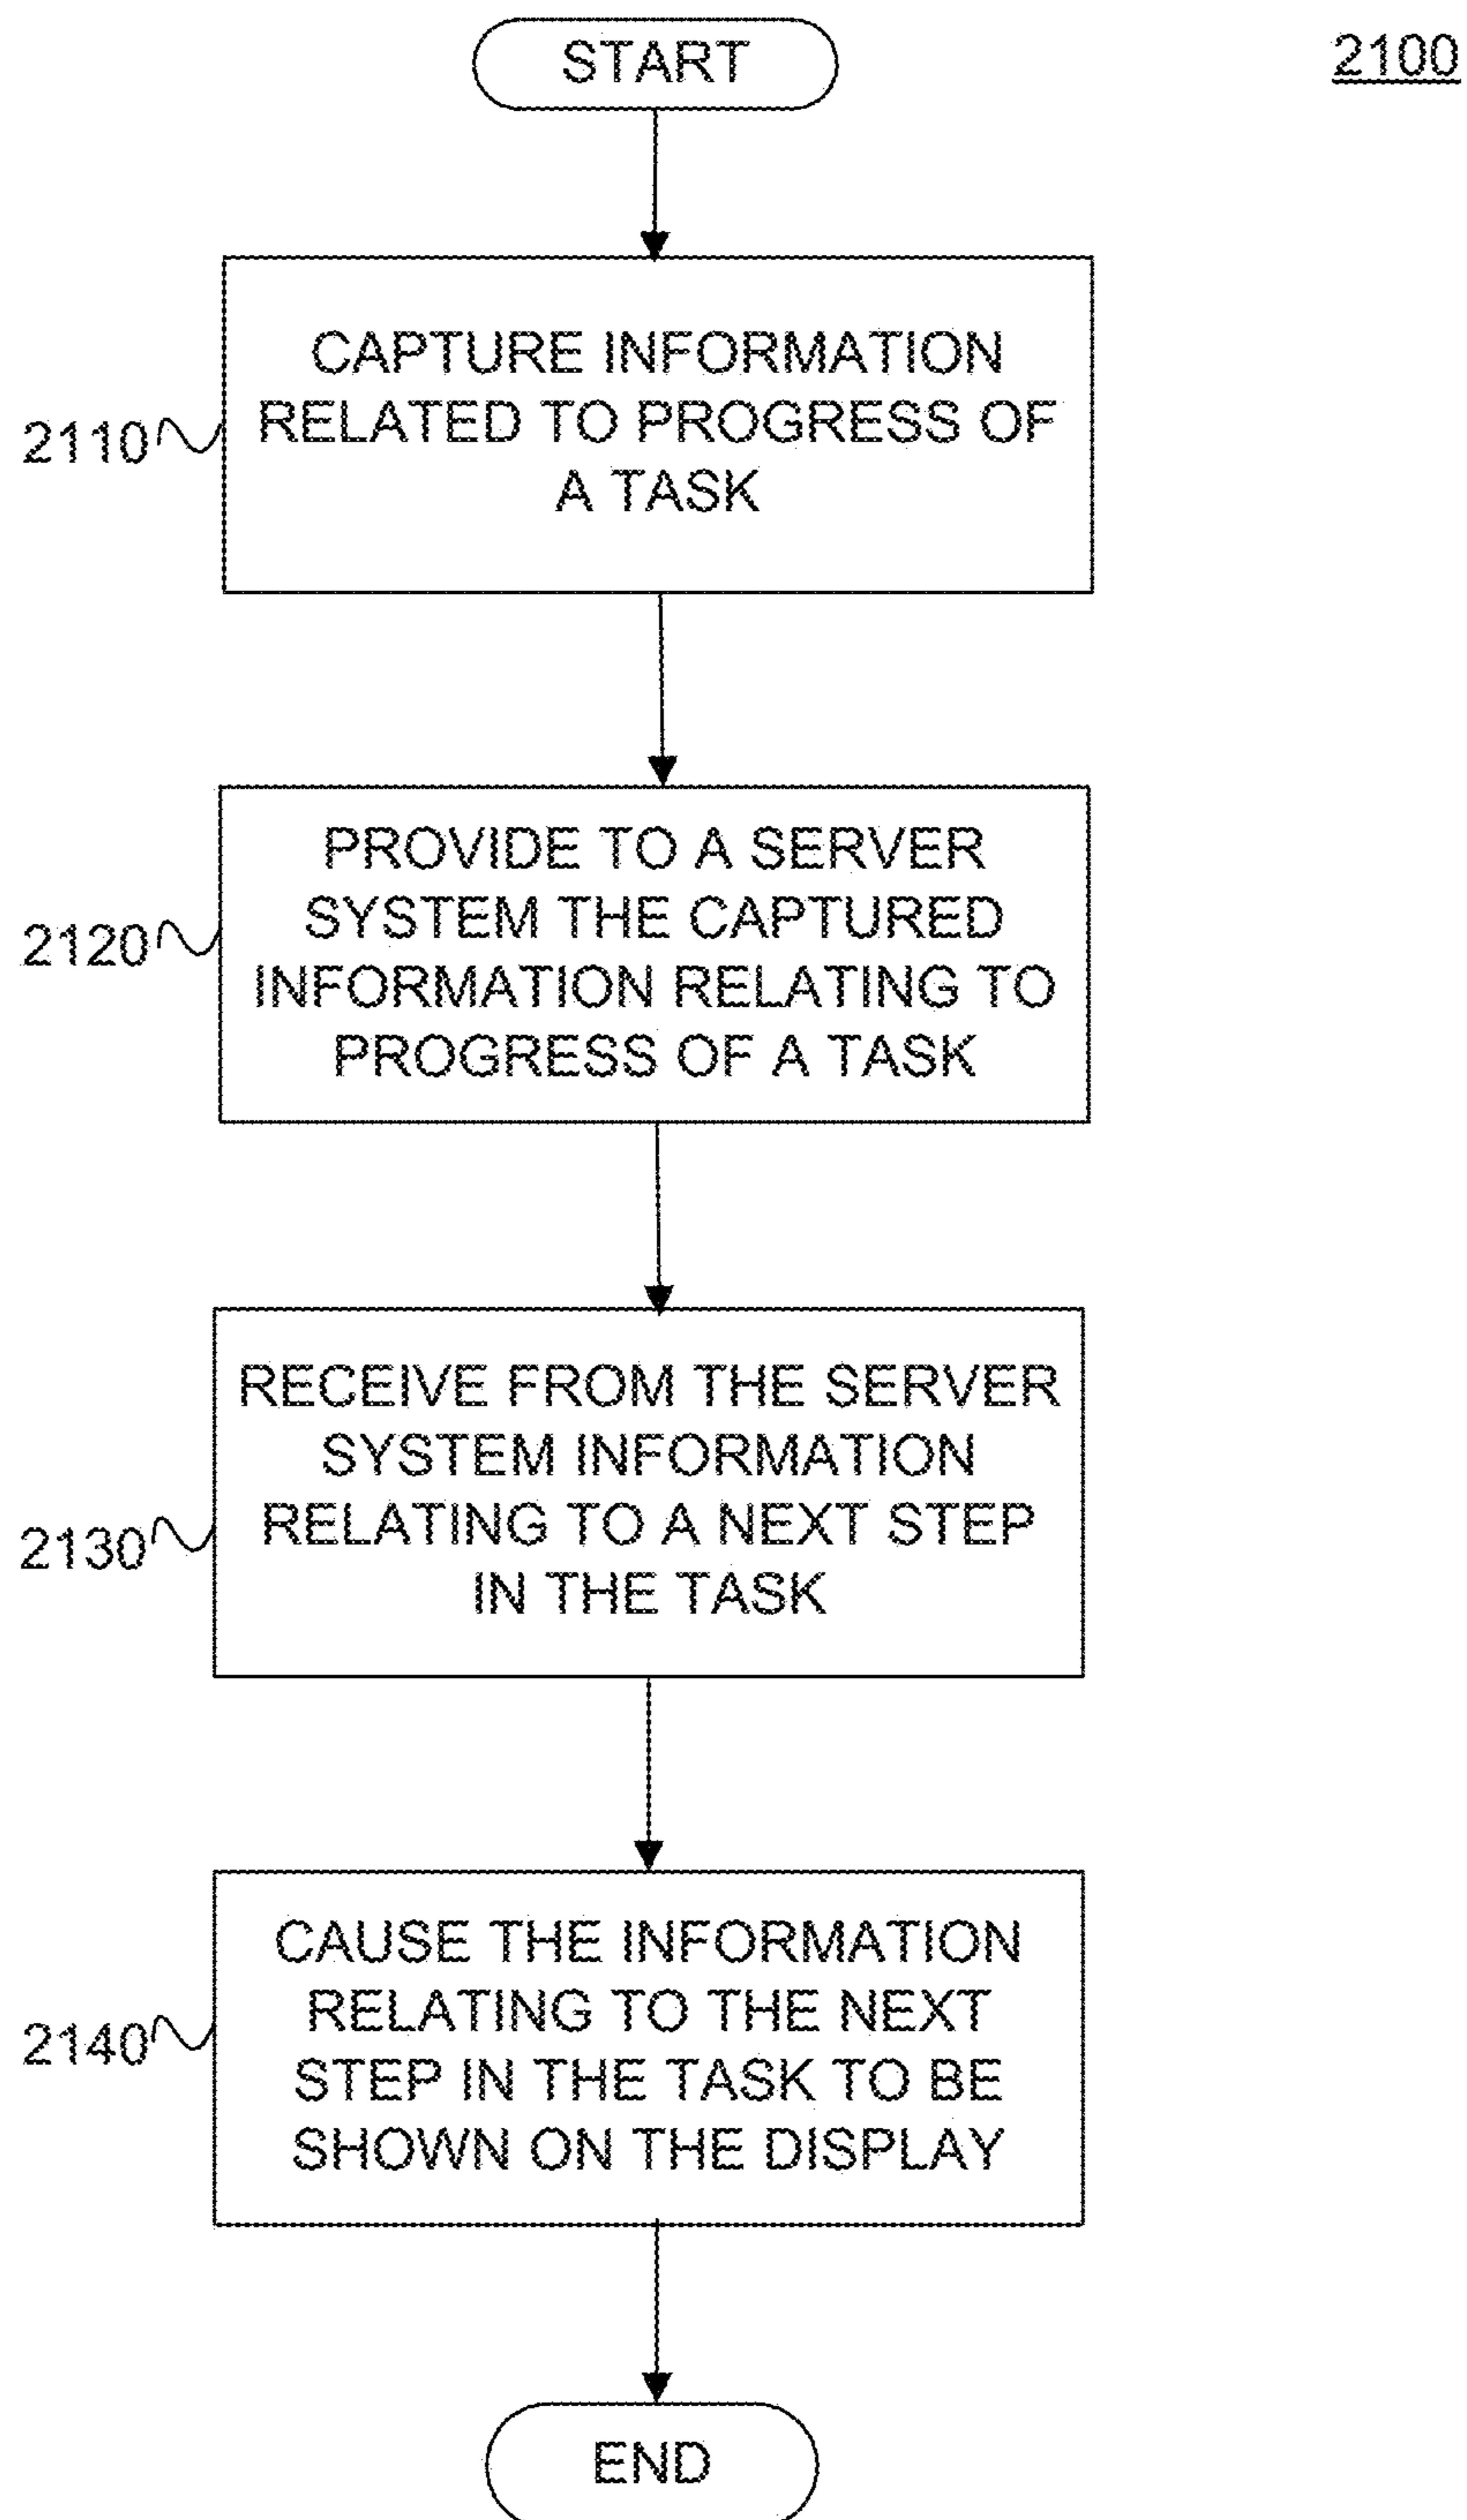 START
2100
CAPTURE INFORMATION
RELATED TO PROGRESS OF
A TASK
2110
PROVIDE TO A SERVER
SYSTEM THE CAPTURED
INFORMATION RELATING TO
PROGRESS OF A TASK
2120
RECEIVE FROM THE SERVER
SYSTEM INFORMATION
RELATING TO A NEXT STEP
IN THE TASK
2130
CAUSE THE INFORMATION
RELATING TO THE NEXT
STEP IN THE TASK TO BE
SHOWN ON THE DISPLAY
2140
END